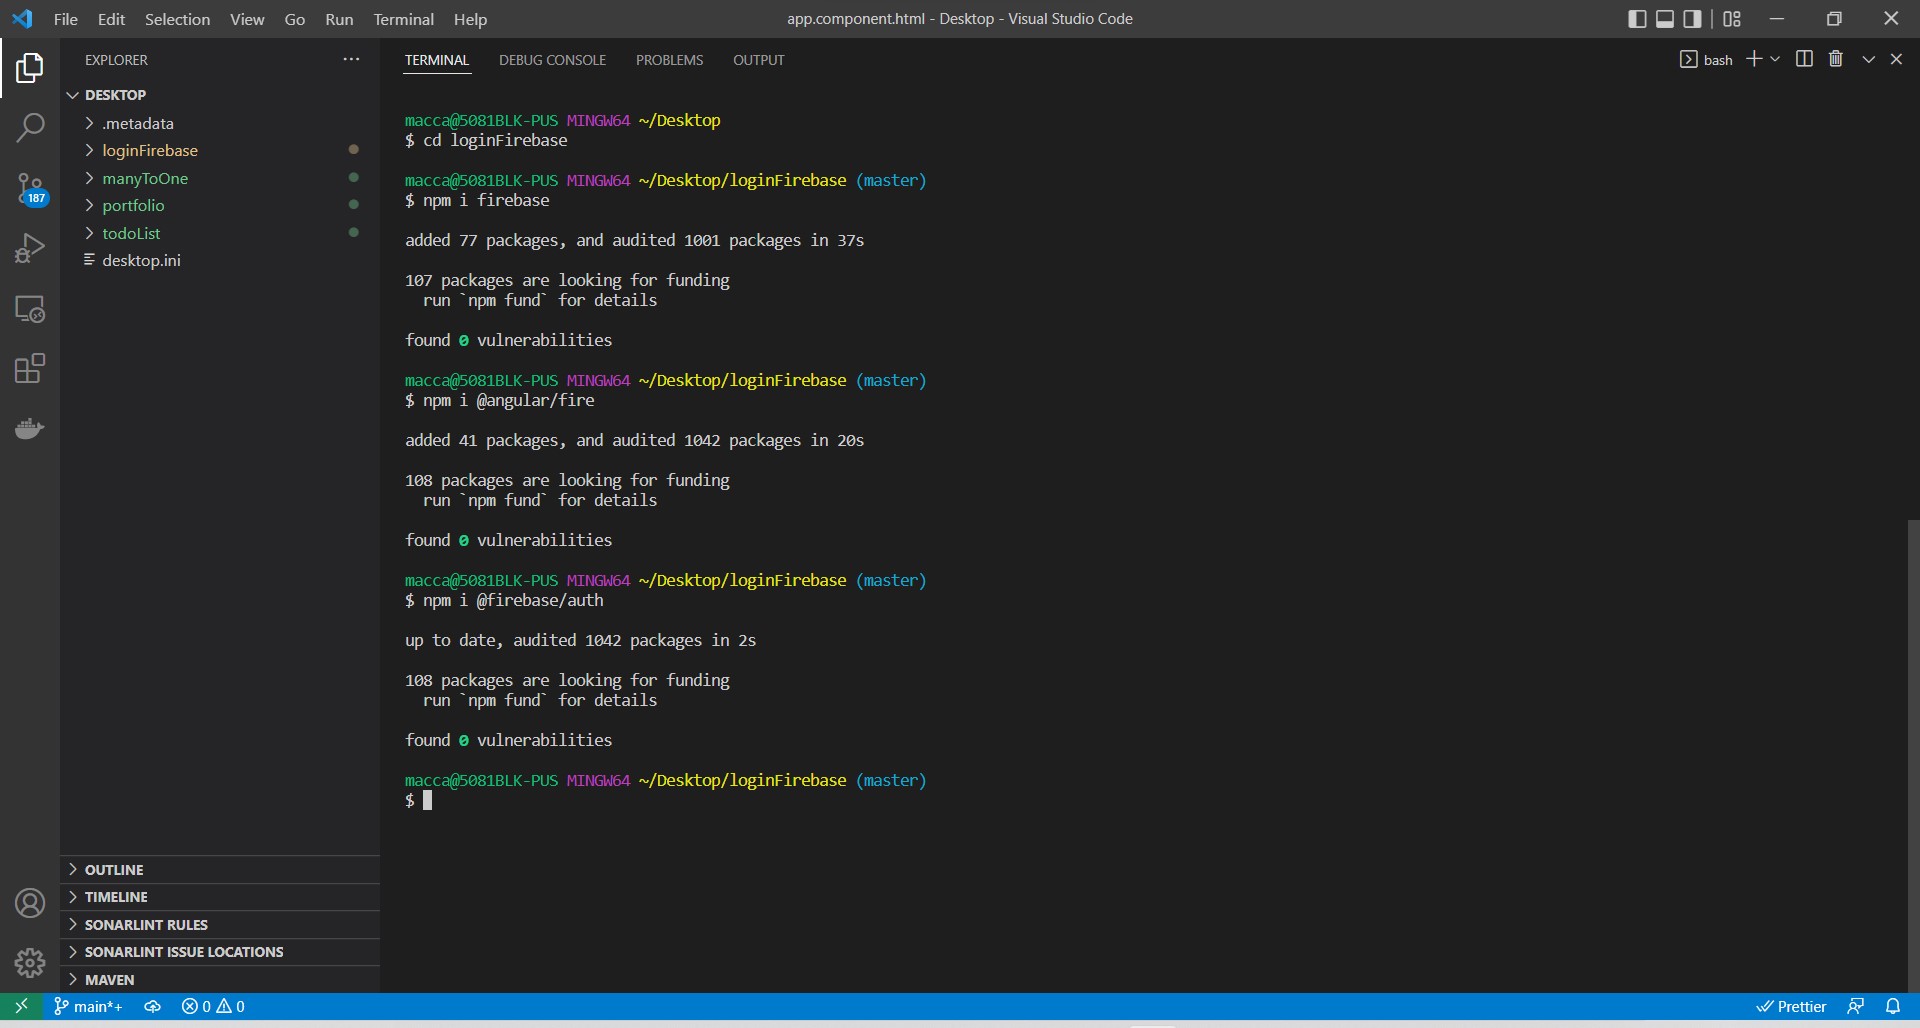 File Edit Selection View Go Run Terminal Help
app.component.html - Desktop - Visual Studio Code
EXPLORER
DESKTOP
.metadata
loginFirebase
manyToOne
portfolio
todoList
desktop.ini
187
OUTLINE
TIMELINE
SONARLINT RULES
SONARLINT ISSUE LOCATIONS
MAVEN
TERMINAL DEBUG CONSOLE PROBLEMS OUTPUT
bash
macca@5081BLK-PUS MINGW64 ~/Desktop
$ cd loginFirebase
macca@5081BLK-PUS MINGW64 ~/Desktop/loginFirebase (master)
$ npm i firebase
added 77 packages, and audited 1001 packages in 37s
107 packages are looking for funding
run `npm fund` for details
found 0 vulnerabilities
macca@5081BLK-PUS MINGW64 ~/Desktop/loginFirebase (master)
$ npm i @angular/fire
added 41 packages, and audited 1042 packages in 20s
108 packages are looking for funding
run `npm fund` for details
found 0 vulnerabilities
macca@5081BLK-PUS MINGW64 ~/Desktop/loginFirebase (master)
$ npm i @firebase/auth
up to date, audited 1042 packages in 2s
108 packages are looking for funding
run `npm fund` for details
found 0 vulnerabilities
macca@5081BLK-PUS MINGW64 ~/Desktop/loginFirebase (master)
$
main*+ 0 0
Prettier